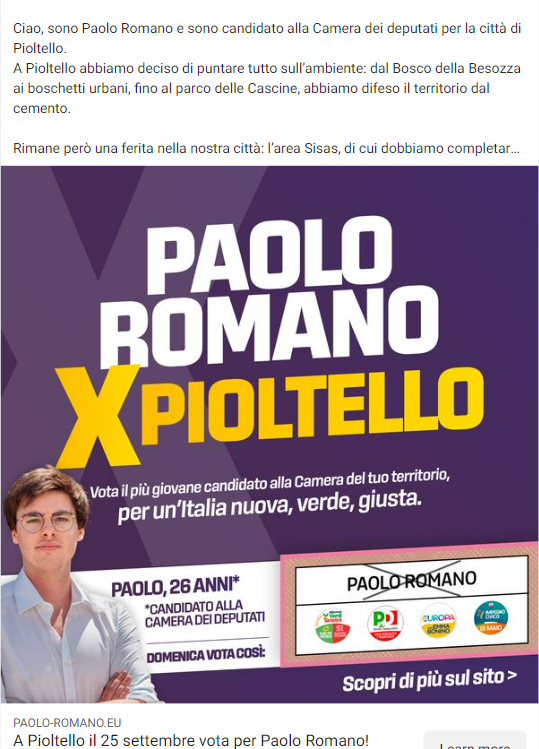 Ciao, sono Paolo Romano e sono candidato alla Camera dei deputati per la città di
Pioltello.
A Pioltello abbiamo deciso di puntare tutto sull'ambiente: dal Bosco della Besozza
ai boschetti urbani, fino al parco delle Cascine, abbiamo difeso il territorio dal
cemento.
Rimane però una ferita nella nostra città: l'area Sisas, di cui dobbiamo completar...
PAOLO
ROMANO
XPIOLTELLO
Vota il più giovane candidato alla Camera del tuo territorio,
per un'Italia nuova, verde, giusta.
PAOLO, 26 ANNI*
*CANDIDATO ALLA
CAMERA DEI DEPUTATI
DOMENICA VOTA COSÌ:
PAOLO ROMANO
Verdi
Sinistra
SI
PD
+EUROPA
EMMA
BONINO
IMPEGNO
CIVICO
DI MAIO
Scopri di più sul sito >
PAOLO-ROMANO.EU
A Pioltello il 25 settembre vota per Paolo Romano!
Learn more